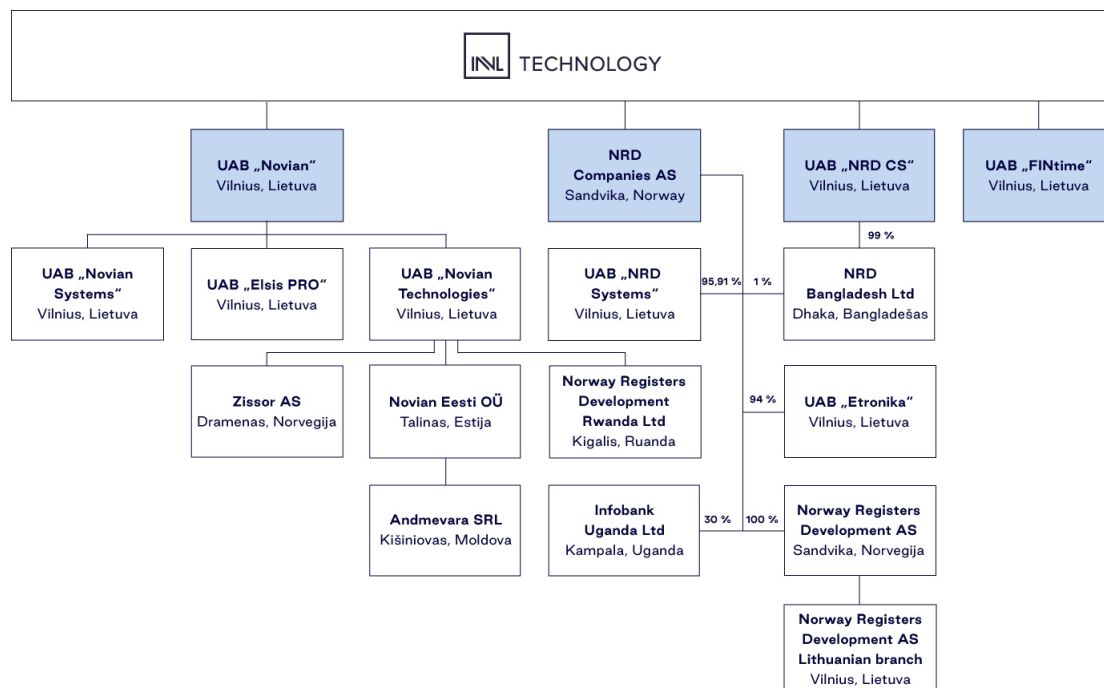 INVL TECHNOLOGY
UAB „Novian“
Vilnius, Lietuva
NRD
Companies AS
Sandvika, Norway
UAB „NRD CS“
Vilnius, Lietuva
UAB „FINtime“
Vilnius, Lietuva
99 %
UAB „Novian
Systems“
Vilnius, Lietuva
UAB „Elsis PRO“
Vilnius, Lietuva
UAB „Novian
Technologies“
Vilnius, Lietuva
UAB „NRD
Systems“
Vilnius, Lietuva
95,91 %
1 %
NRD
Bangladesh Ltd
Dhaka, Bangladešas
Zissor AS
Dramenas, Norvegija
Novian Eesti OÜ
Talinas, Estija
Norway Registers
Development
Rwanda Ltd
Kigalis, Ruanda
94 %
UAB „Etronika“
Vilnius, Lietuva
Andmevara SRL
Kišiniovas, Moldova
Infobank
Uganda Ltd
Kampala, Uganda
30 %
100 %
Norway Registers
Development AS
Sandvika, Norvegija
Norway Registers
Development AS
Lithuanian branch
Vilnius, Lietuva